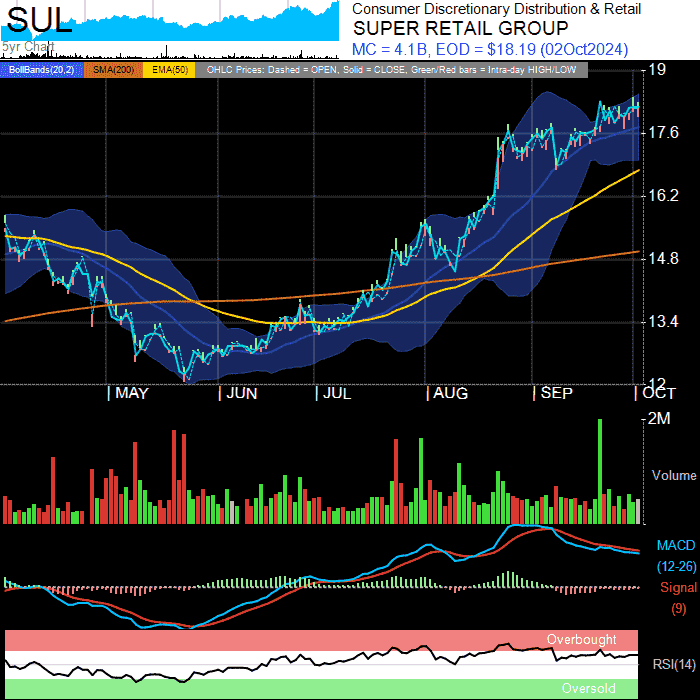 SUL
5yr Chart
Consumer Discretionary Distribution & Retail
SUPER RETAIL GROUP
MC = 4.1B, EOD = $18.19 (02Oct2024)
BollBands(20,2) SMA(200) EMA(50) OHLC Prices: Dashed = OPEN, Solid = CLOSE, Green/Red bars = Intra-day HIGH/LOW
19
17.6
16.2
14.8
13.4
12
MAY JUN JUL AUG SEP OCT
2M
Volume
MACD
(12-26)
Signal
(9)
Overbought
RSI(14)
Oversold